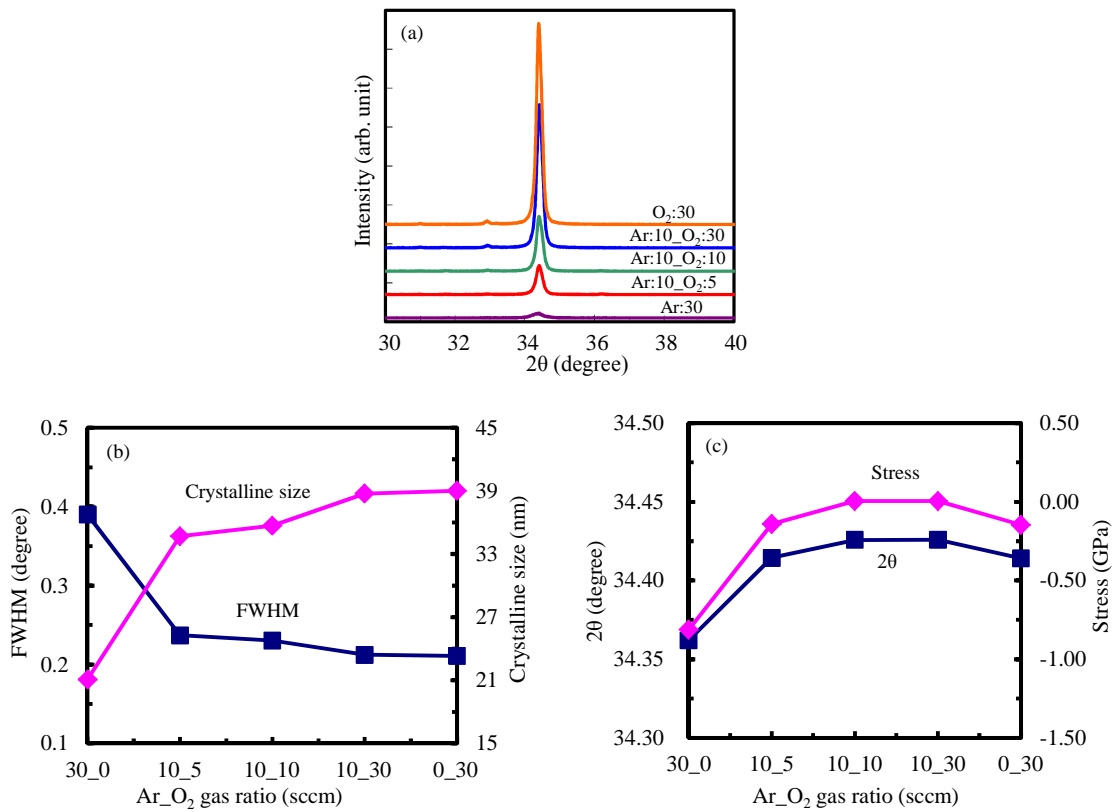 (a)
Intensity (arb. unit)
O₂:30
Ar:10_O₂:30
Ar:10_O₂:10
Ar:10_O₂:5
Ar:30
30 32 34 36 38 40
2θ (degree)
(b)
FWHM (degree)
0.5
0.4
0.3
0.2
0.1
Crystalline size
FWHM
45
39
33
27
21
15
Crystalline size (nm)
30_0 10_5 10_10 10_30 0_30
Ar_O₂ gas ratio (sccm)
(c)
2θ (degree)
34.50
34.45
34.40
34.35
34.30
Stress
2θ
0.50
0.00
-0.50
-1.00
-1.50
Stress (GPa)
30_0 10_5 10_10 10_30 0_30
Ar_O₂ gas ratio (sccm)